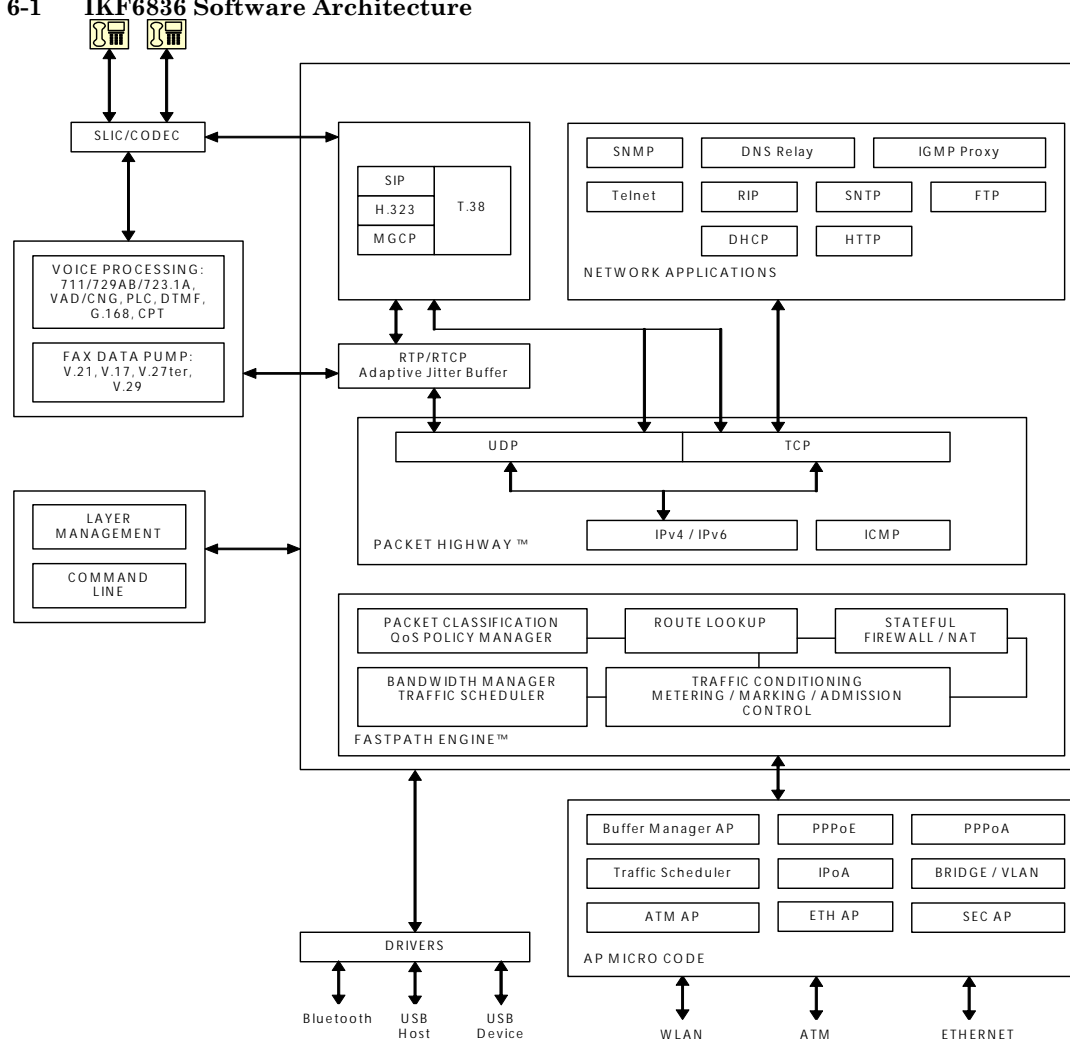 6-1 IKF6836 Software Architecture
SLIC/CODEC
SIP
H.323
MGCP
T.38
SNMP
DNS Relay
IGMP Proxy
Telnet
RIP
SNTP
FTP
DHCP
HTTP
NETWORK APPLICATIONS
VOICE PROCESSING:
711/729AB/723.1A,
VAD/CNG, PLC, DTMF,
G.168, CPT
FAX DATA PUMP:
V.21, V.17, V.27ter,
V.29
RTP/RTCP
Adaptive Jitter Buffer
UDP
TCP
IPv4 / IPv6
ICMP
PACKET HIGHWAY ™
LAYER
MANAGEMENT
COMMAND
LINE
PACKET CLASSIFICATION
QoS POLICY MANAGER
ROUTE LOOKUP
STATEFUL
FIREWALL / NAT
BANDWIDTH MANAGER
TRAFFIC SCHEDULER
TRAFFIC CONDITIONING
METERING / MARKING / ADMISSION
CONTROL
FASTPATH ENGINE™
Buffer Manager AP
PPPoE
PPPoA
Traffic Scheduler
IPoA
BRIDGE / VLAN
ATM AP
ETH AP
SEC AP
AP MICRO CODE
DRIVERS
Bluetooth
USB
Host
USB
Device
WLAN
ATM
ETHERNET